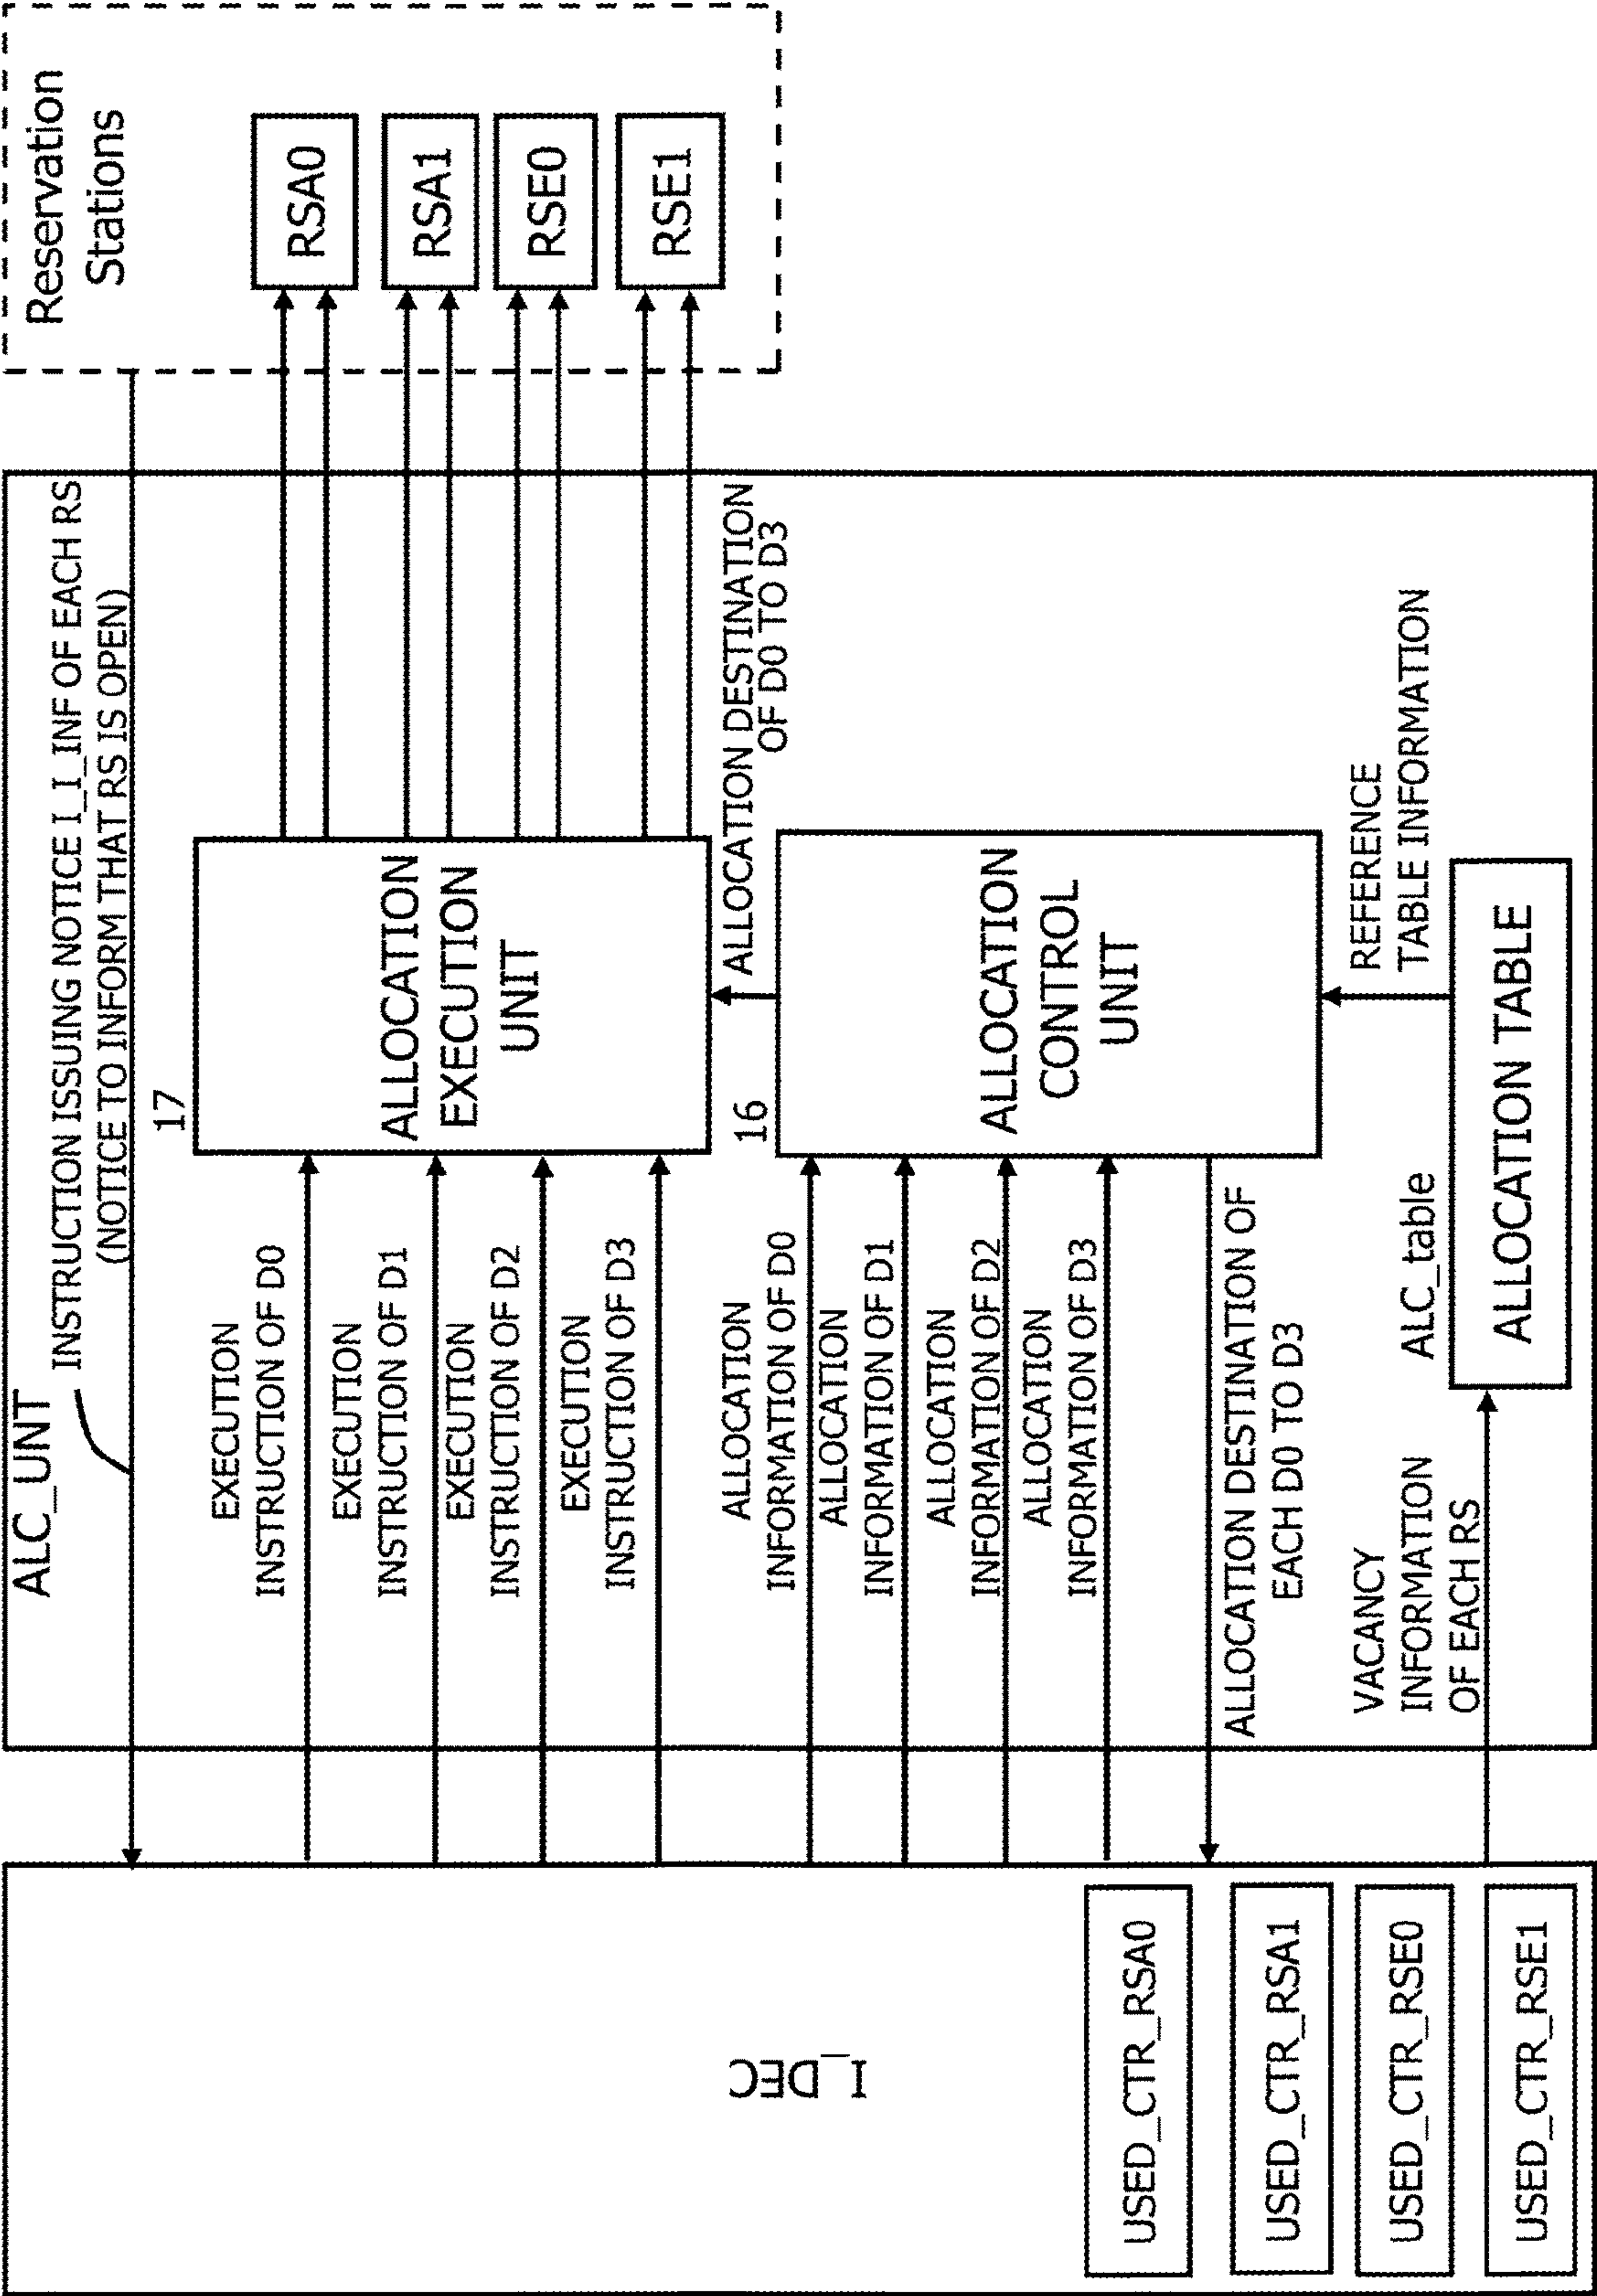 I_DEC
USED_CTR_RSA0
USED_CTR_RSA1
USED_CTR_RSE0
USED_CTR_RSE1
ALC_UNT
INSTRUCTION ISSUING NOTICE I_I_INF OF EACH RS
(NOTICE TO INFORM THAT RS IS OPEN)
EXECUTION
INSTRUCTION OF D0
EXECUTION
INSTRUCTION OF D1
EXECUTION
INSTRUCTION OF D2
EXECUTION
INSTRUCTION OF D3
17
ALLOCATION
EXECUTION
UNIT
ALLOCATION DESTINATION
OF D0 TO D3
ALLOCATION
INFORMATION OF D0
ALLOCATION
INFORMATION OF D1
ALLOCATION
INFORMATION OF D2
ALLOCATION
INFORMATION OF D3
16
ALLOCATION
CONTROL
UNIT
ALLOCATION DESTINATION OF
EACH D0 TO D3
REFERENCE
TABLE INFORMATION
VACANCY
INFORMATION
OF EACH RS
ALC_table
ALLOCATION TABLE
Reservation
Stations
RSA0
RSA1
RSE0
RSE1